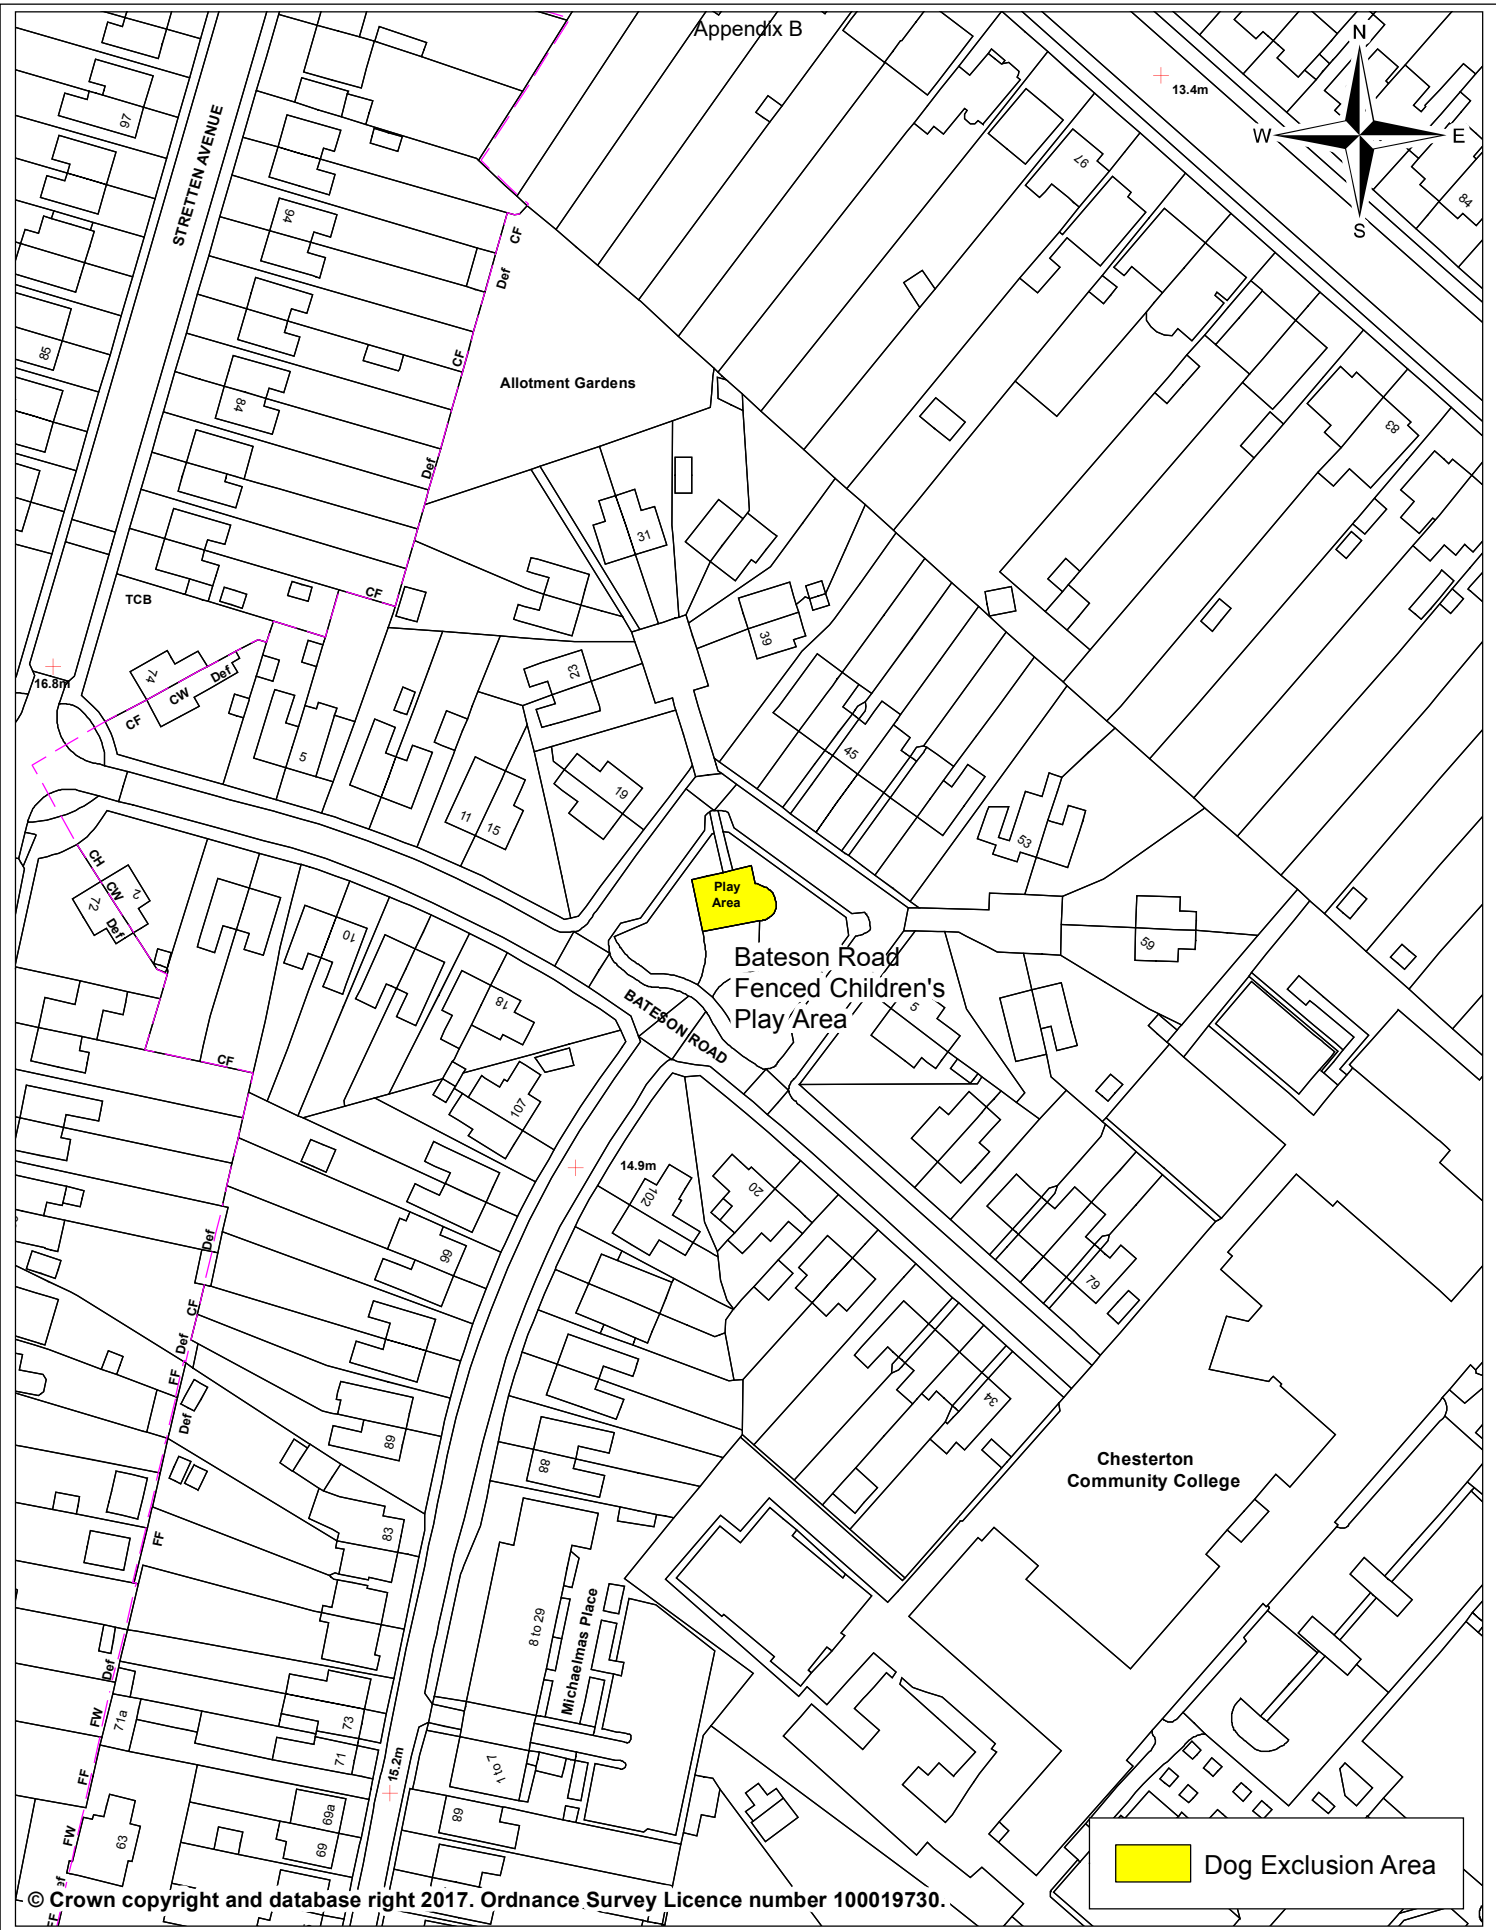 Appendix B
N
13.4m
W
E
S
97
97
84
STRETTEN AVENUE
94
CF
Def
85
CF
Allotment Gardens
84
83
Def
31
TCB
CF
39
74
CW
Def
23
16.8m
CF
5
45
19
11
15
53
CH
CW
2
72
Def
Play
Area
10
59
Bateson Road
Fenced Children's
Play Area
18
BATESON ROAD
5
CF
107
14.9m
102
20
Def
99
79
CF
Def
FF
Def
34
89
88
Chesterton
Community College
83
FF
8 to 29
Michaelmas Place
Def
FW
71a
73
71
15.2m
1 to 7
FF
69a
68
FW
63
69
Dog Exclusion Area
© Crown copyright and database right 2017. Ordnance Survey Licence number 100019730.
FF